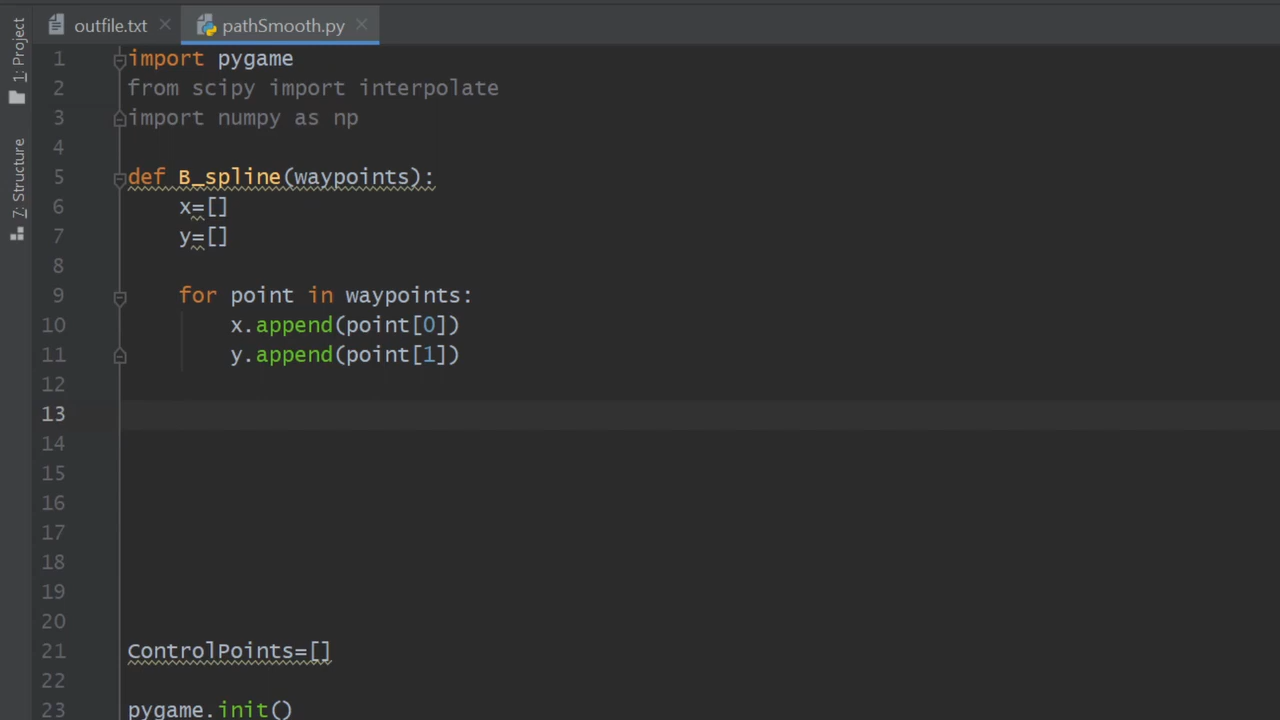 outfile.txt
pathSmooth.py
1: Project
7: Structure
1 import pygame
2 from scipy import interpolate
3 import numpy as np
4
5 def B_spline(waypoints):
6     x=[]
7     y=[]
8
9     for point in waypoints:
10         x.append(point[0])
11         y.append(point[1])
12
13
14
15
16
17
18
19
20
21 ControlPoints=[]
22
23 pygame.init()